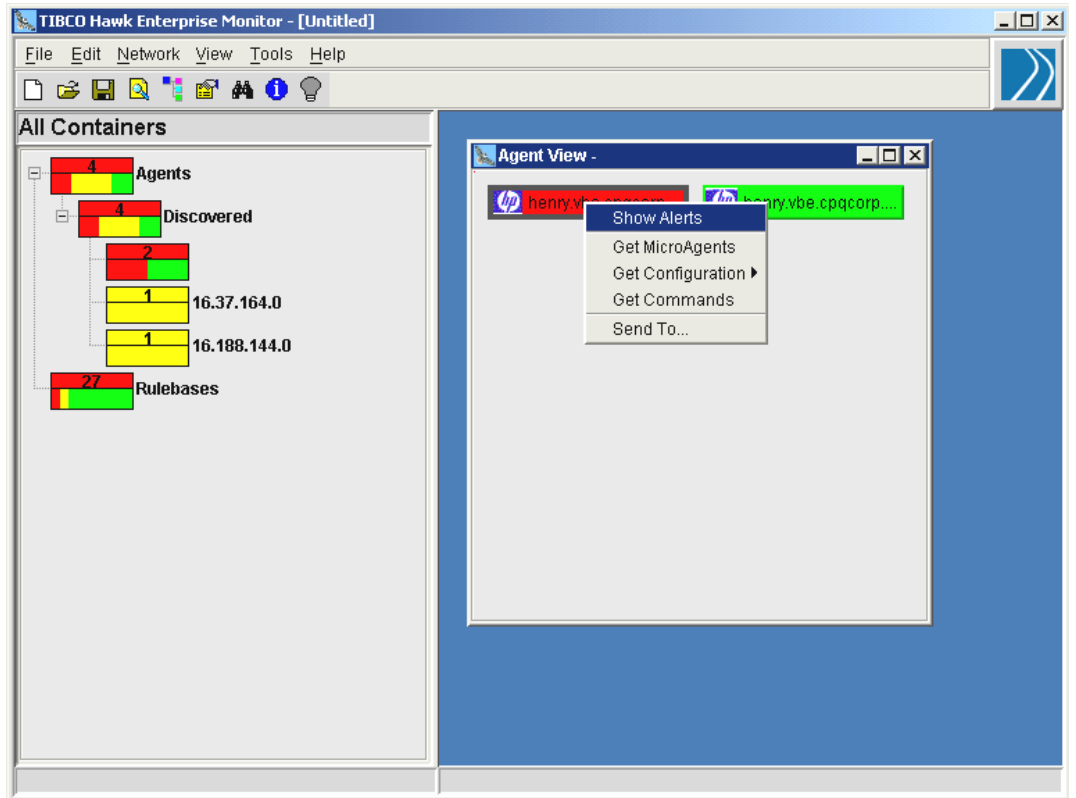 TIBCO Hawk Enterprise Monitor - [Untitled]
File Edit Network View Tools Help
All Containers
4 Agents
4 Discovered
2
1 16.37.164.0
1 16.188.144.0
27 Rulebases
Agent View -
hp hp henry.vbe.cpqcorp....
Show Alerts
Get MicroAgents
Get Configuration
Get Commands
Send To...